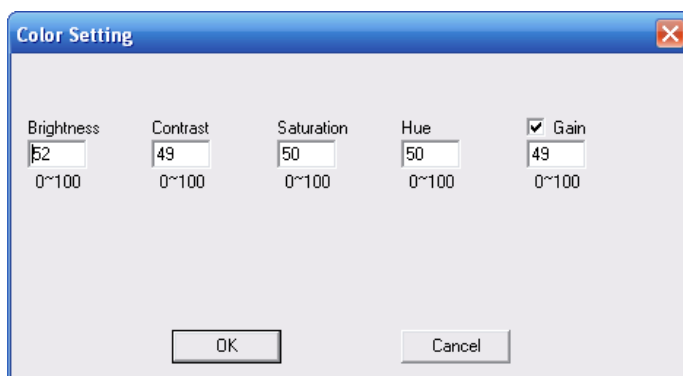 Color Setting
Brightness Contrast Saturation Hue Gain
52 49 50 50 49
0~100 0~100 0~100 0~100 0~100
OK Cancel